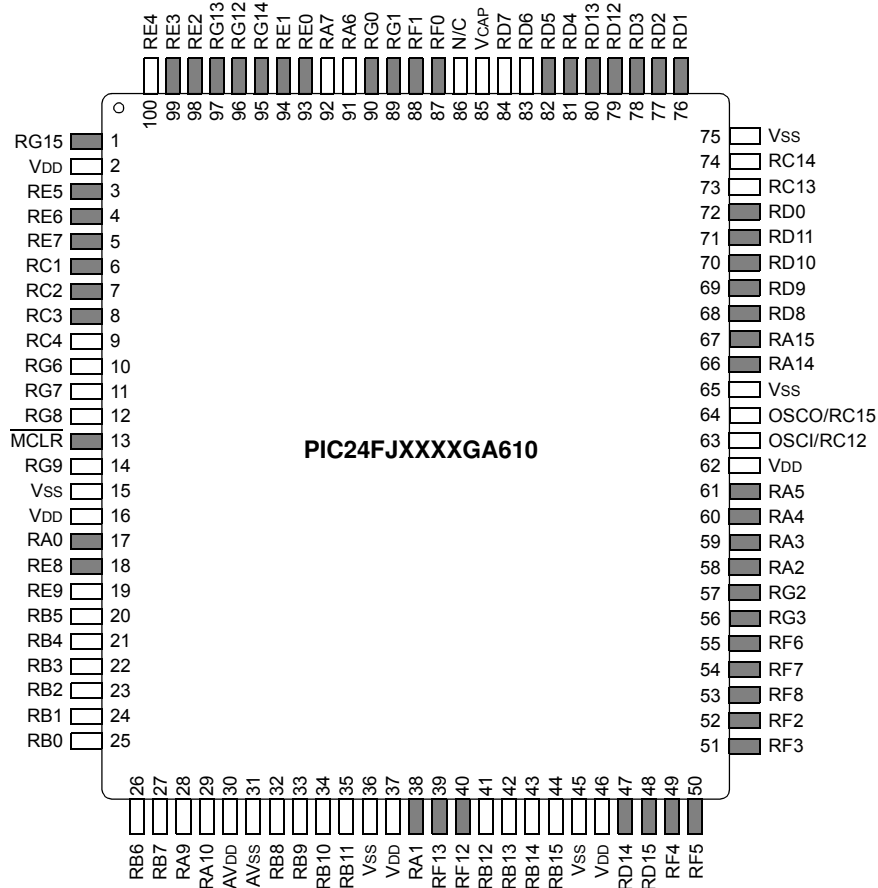 RE4 RE3 RE2 RG13 RG12 RG14 RE1 RE0 RA7 RA6 RG0 RG1 RF1 RF0 N/C VCAP RD7 RD6 RD5 RD4 RD13 RD12 RD3 RD2 RD1
100 99 98 97 96 95 94 93 92 91 90 89 88 87 86 85 84 83 82 81 80 79 78 77 76
RG15 1
VDD 2
RE5 3
RE6 4
RE7 5
RC1 6
RC2 7
RC3 8
RC4 9
RG6 10
RG7 11
RG8 12
MCLR 13
RG9 14
VSS 15
VDD 16
RA0 17
RE8 18
RE9 19
RB5 20
RB4 21
RB3 22
RB2 23
RB1 24
RB0 25
PIC24FJXXXXGA610
75 VSS
74 RC14
73 RC13
72 RD0
71 RD11
70 RD10
69 RD9
68 RD8
67 RA15
66 RA14
65 VSS
64 OSCO/RC15
63 OSCI/RC12
62 VDD
61 RA5
60 RA4
59 RA3
58 RA2
57 RG2
56 RG3
55 RF6
54 RF7
53 RF8
52 RF2
51 RF3
26 27 28 29 30 31 32 33 34 35 36 37 38 39 40 41 42 43 44 45 46 47 48 49 50
RB6 RB7 RA9 RA10 AVDD AVSS RB8 RB9 RB10 RB11 VSS VDD RA1 RF13 RF12 RB12 RB13 RB14 RB15 VSS VDD RD14 RD15 RF4 RF5